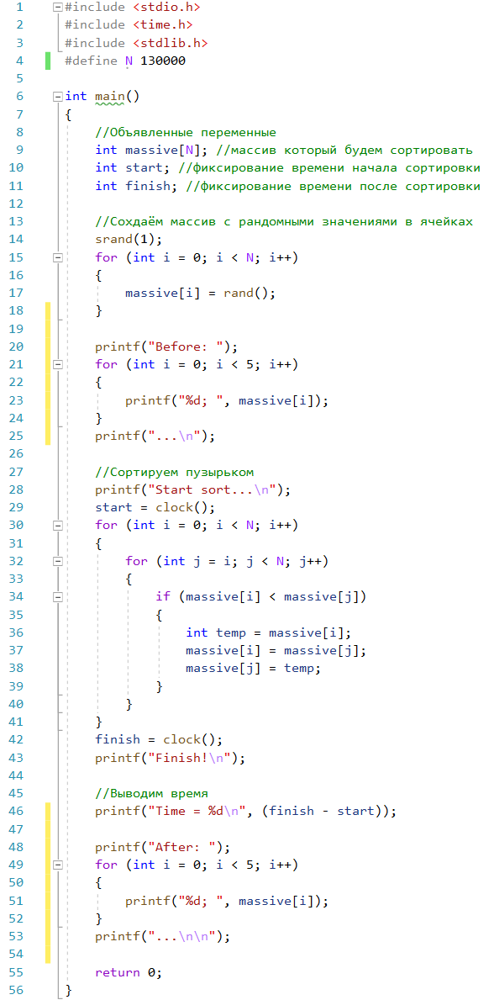 1 #include <stdio.h>
2 #include <time.h>
3 #include <stdlib.h>
4 #define N 130000
5
6 int main()
7 {
8 //Объявленные переменные
9 int massive[N]; //массив который будем сортировать
10 int start; //фиксирование времени начала сортировки
11 int finish; //фиксирование времени после сортировки
12
13 //Сохдаём массив с рандомными значениями в ячейках
14 srand(1);
15 for (int i = 0; i < N; i++)
16 {
17 massive[i] = rand();
18 }
19
20 printf("Before: ");
21 for (int i = 0; i < 5; i++)
22 {
23 printf("%d; ", massive[i]);
24 }
25 printf("...\n");
26
27 //Сортируем пузырьком
28 printf("Start sort...\n");
29 start = clock();
30 for (int i = 0; i < N; i++)
31 {
32 for (int j = i; j < N; j++)
33 {
34 if (massive[i] < massive[j])
35 {
36 int temp = massive[i];
37 massive[i] = massive[j];
38 massive[j] = temp;
39 }
40 }
41 }
42 finish = clock();
43 printf("Finish!\n");
44
45 //Выводим время
46 printf("Time = %d\n", (finish - start));
47
48 printf("After: ");
49 for (int i = 0; i < 5; i++)
50 {
51 printf("%d; ", massive[i]);
52 }
53 printf("...\n\n");
54
55 return 0;
56 }